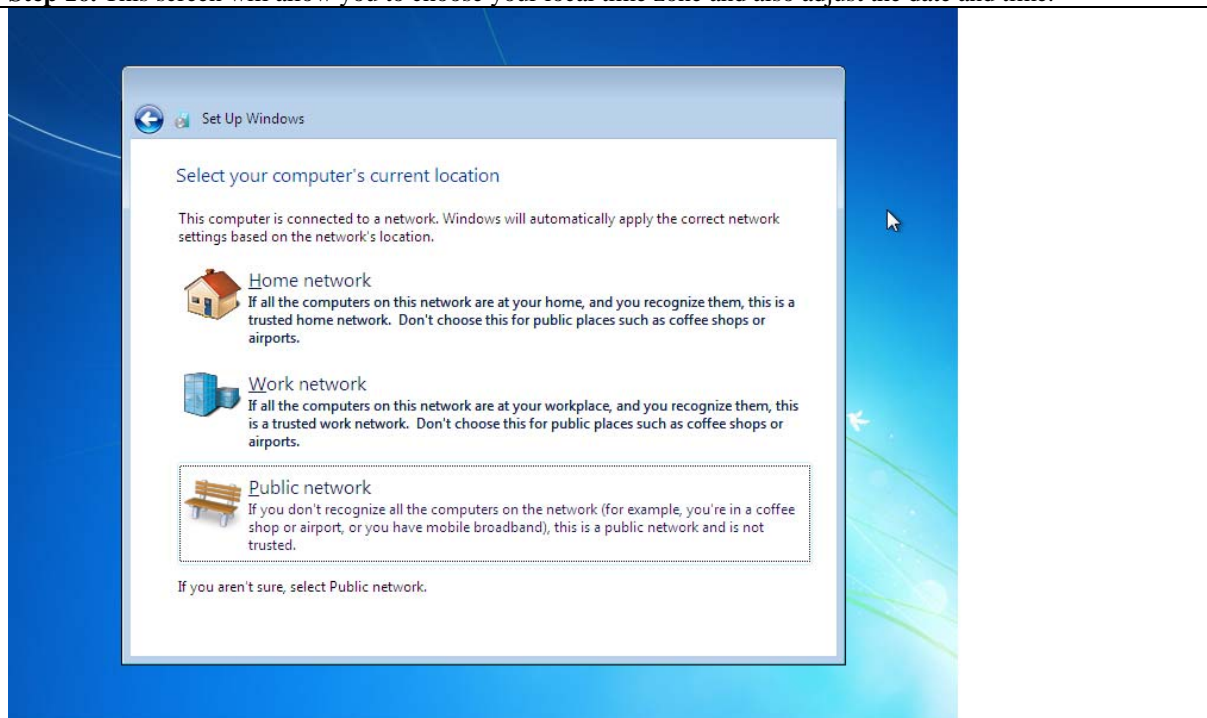 Step 20. This screen will allow you to choose your local time zone and also adjust the date and time.
Set Up Windows
Select your computer's current location
This computer is connected to a network. Windows will automatically apply the correct network
settings based on the network's location.
Home network
If all the computers on this network are at your home, and you recognize them, this is a
trusted home network. Don't choose this for public places such as coffee shops or
airports.
Work network
If all the computers on this network are at your workplace, and you recognize them, this
is a trusted work network. Don't choose this for public places such as coffee shops or
airports.
Public network
If you don't recognize all the computers on the network (for example, you're in a coffee
shop or airport, or you have mobile broadband), this is a public network and is not
trusted.
If you aren't sure, select Public network.